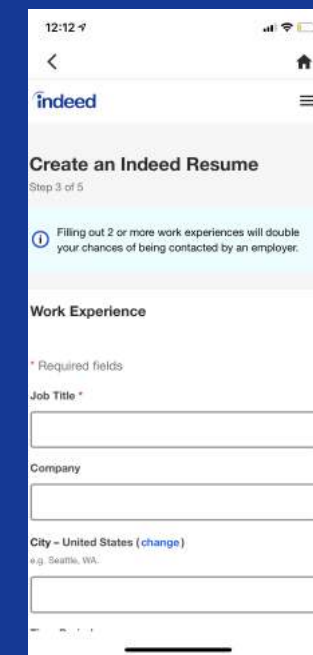 12:12
indeed
Create an Indeed Resume
Step 3 of 5
Filling out 2 or more work experiences will double
your chances of being contacted by an employer.
Work Experience
* Required fields
Job Title *
Company
City – United States (change)
e.g. Seattle, WA.